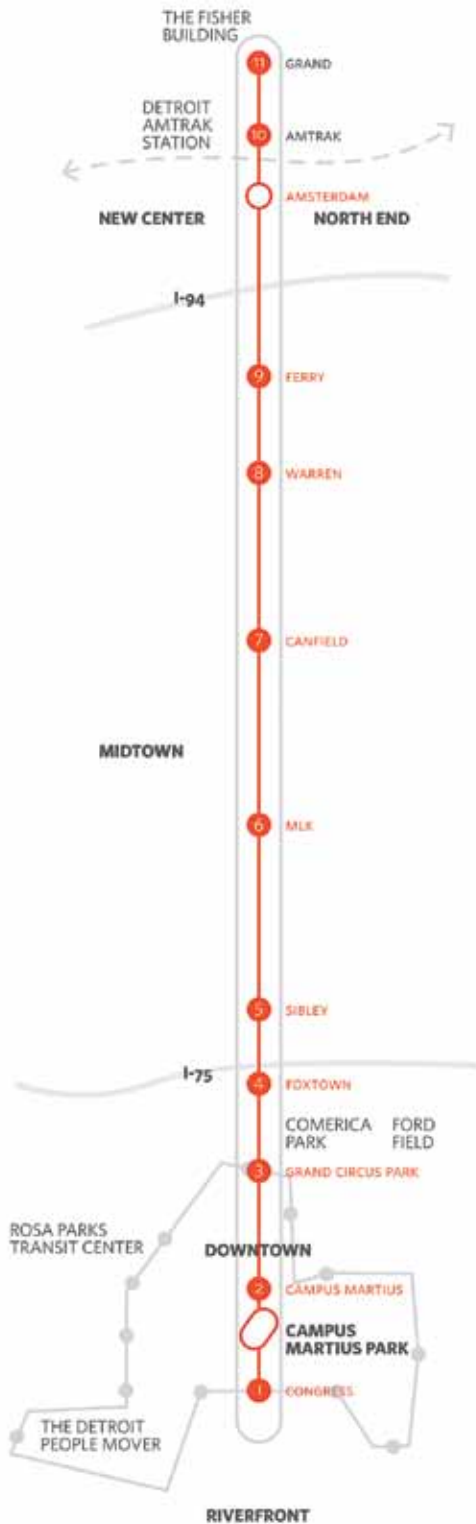 THE FISHER
BUILDING
11 GRAND
DETROIT
AMTRAK
STATION
10 AMTRAK
AMSTERDAM
NEW CENTER
NORTH END
I-94
9 FERRY
8 WARREN
7 CANFIELD
MIDTOWN
6 MLK
5 SIBLEY
I-75
4 FOXTOWN
COMERICA
PARK
FORD
FIELD
3 GRAND CIRCUS PARK
ROSA PARKS
TRANSIT CENTER
DOWNTOWN
2 CAMPUS MARTIUS
CAMPUS
MARTIUS PARK
1 CONGRESS
THE DETROIT
PEOPLE MOVER
RIVERFRONT